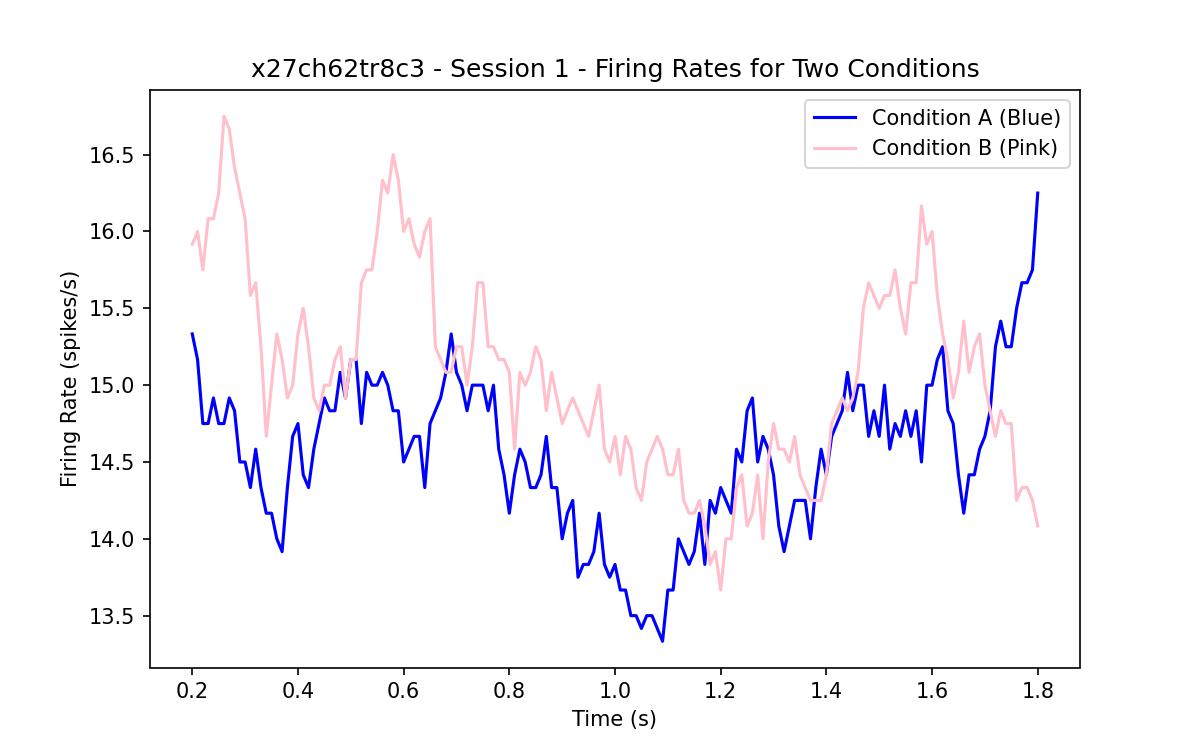 x27ch62tr8c3 - Session 1 - Firing Rates for Two Conditions
Condition A (Blue)
Condition B (Pink)
Firing Rate (spikes/s)
16.5
16.0
15.5
15.0
14.5
14.0
13.5
0.2 0.4 0.6 0.8 1.0 1.2 1.4 1.6 1.8
Time (s)